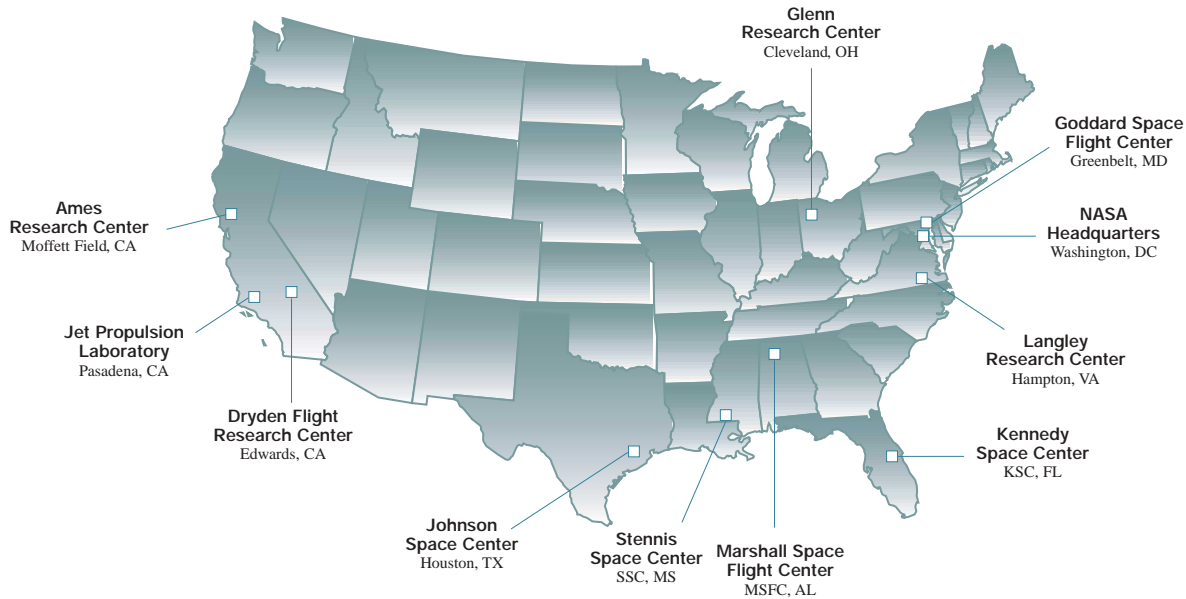 Glenn
Research Center
Cleveland, OH
Goddard Space
Flight Center
Greenbelt, MD
Ames
Research Center
Moffett Field, CA
NASA
Headquarters
Washington, DC
Jet Propulsion
Laboratory
Pasadena, CA
Langley
Research Center
Hampton, VA
Dryden Flight
Research Center
Edwards, CA
Kennedy
Space Center
KSC, FL
Johnson
Space Center
Houston, TX
Stennis
Space Center
SSC, MS
Marshall Space
Flight Center
MSFC, AL